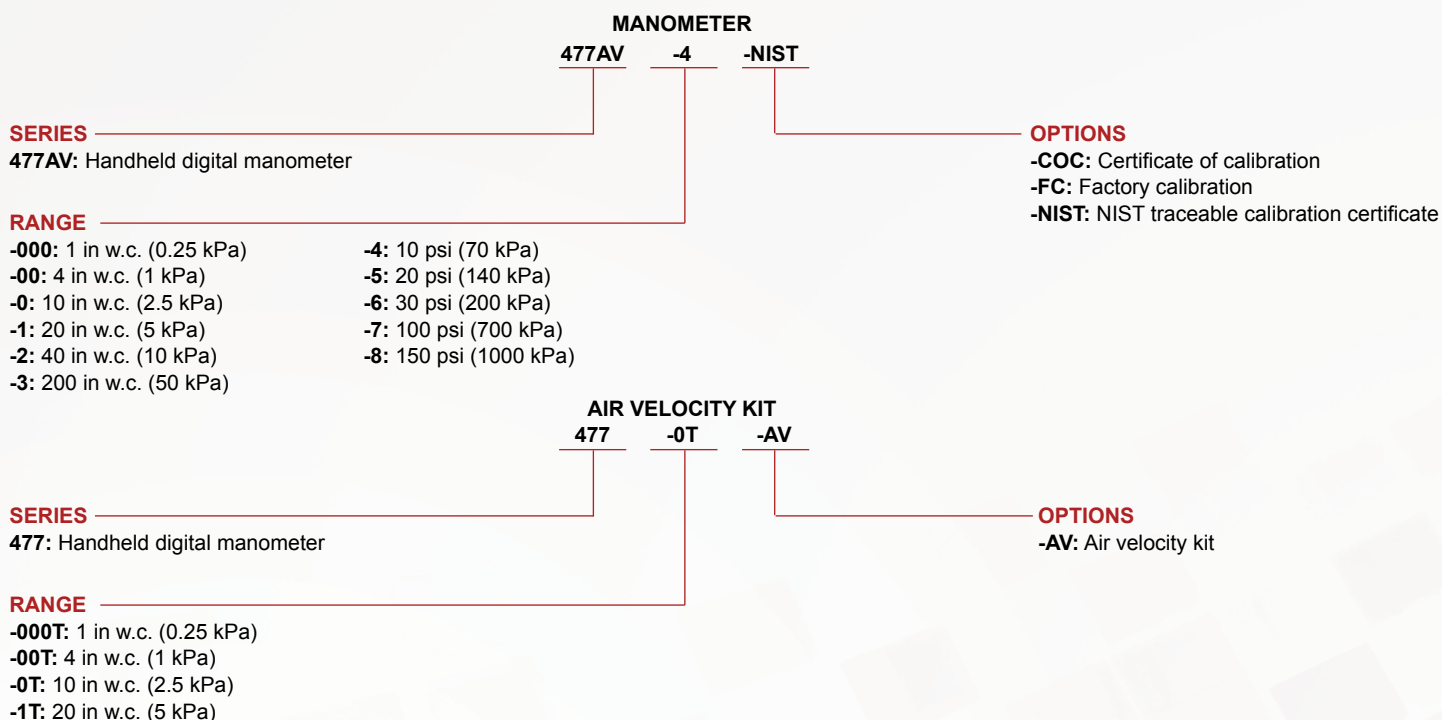 MANOMETER
477AV -4 -NIST
SERIES
477AV: Handheld digital manometer
OPTIONS
-COC: Certificate of calibration
-FC: Factory calibration
-NIST: NIST traceable calibration certificate
RANGE
-000: 1 in w.c. (0.25 kPa)
-00: 4 in w.c. (1 kPa)
-0: 10 in w.c. (2.5 kPa)
-1: 20 in w.c. (5 kPa)
-2: 40 in w.c. (10 kPa)
-3: 200 in w.c. (50 kPa)
-4: 10 psi (70 kPa)
-5: 20 psi (140 kPa)
-6: 30 psi (200 kPa)
-7: 100 psi (700 kPa)
-8: 150 psi (1000 kPa)
AIR VELOCITY KIT
477 -0T -AV
SERIES
477: Handheld digital manometer
OPTIONS
-AV: Air velocity kit
RANGE
-000T: 1 in w.c. (0.25 kPa)
-00T: 4 in w.c. (1 kPa)
-0T: 10 in w.c. (2.5 kPa)
-1T: 20 in w.c. (5 kPa)